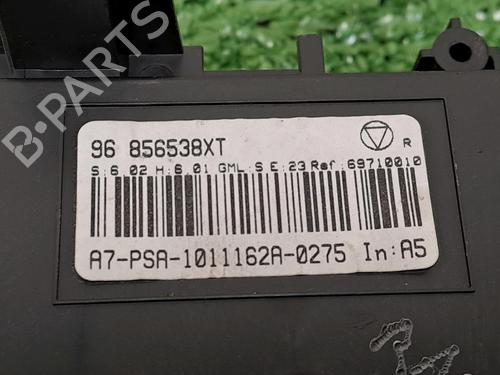 B-PARTS
96 856538XT
R
S:6.02 H:6.01 GML:S E:23 Ref:69710010
A7-PSA-1011162A-0275 In:A5